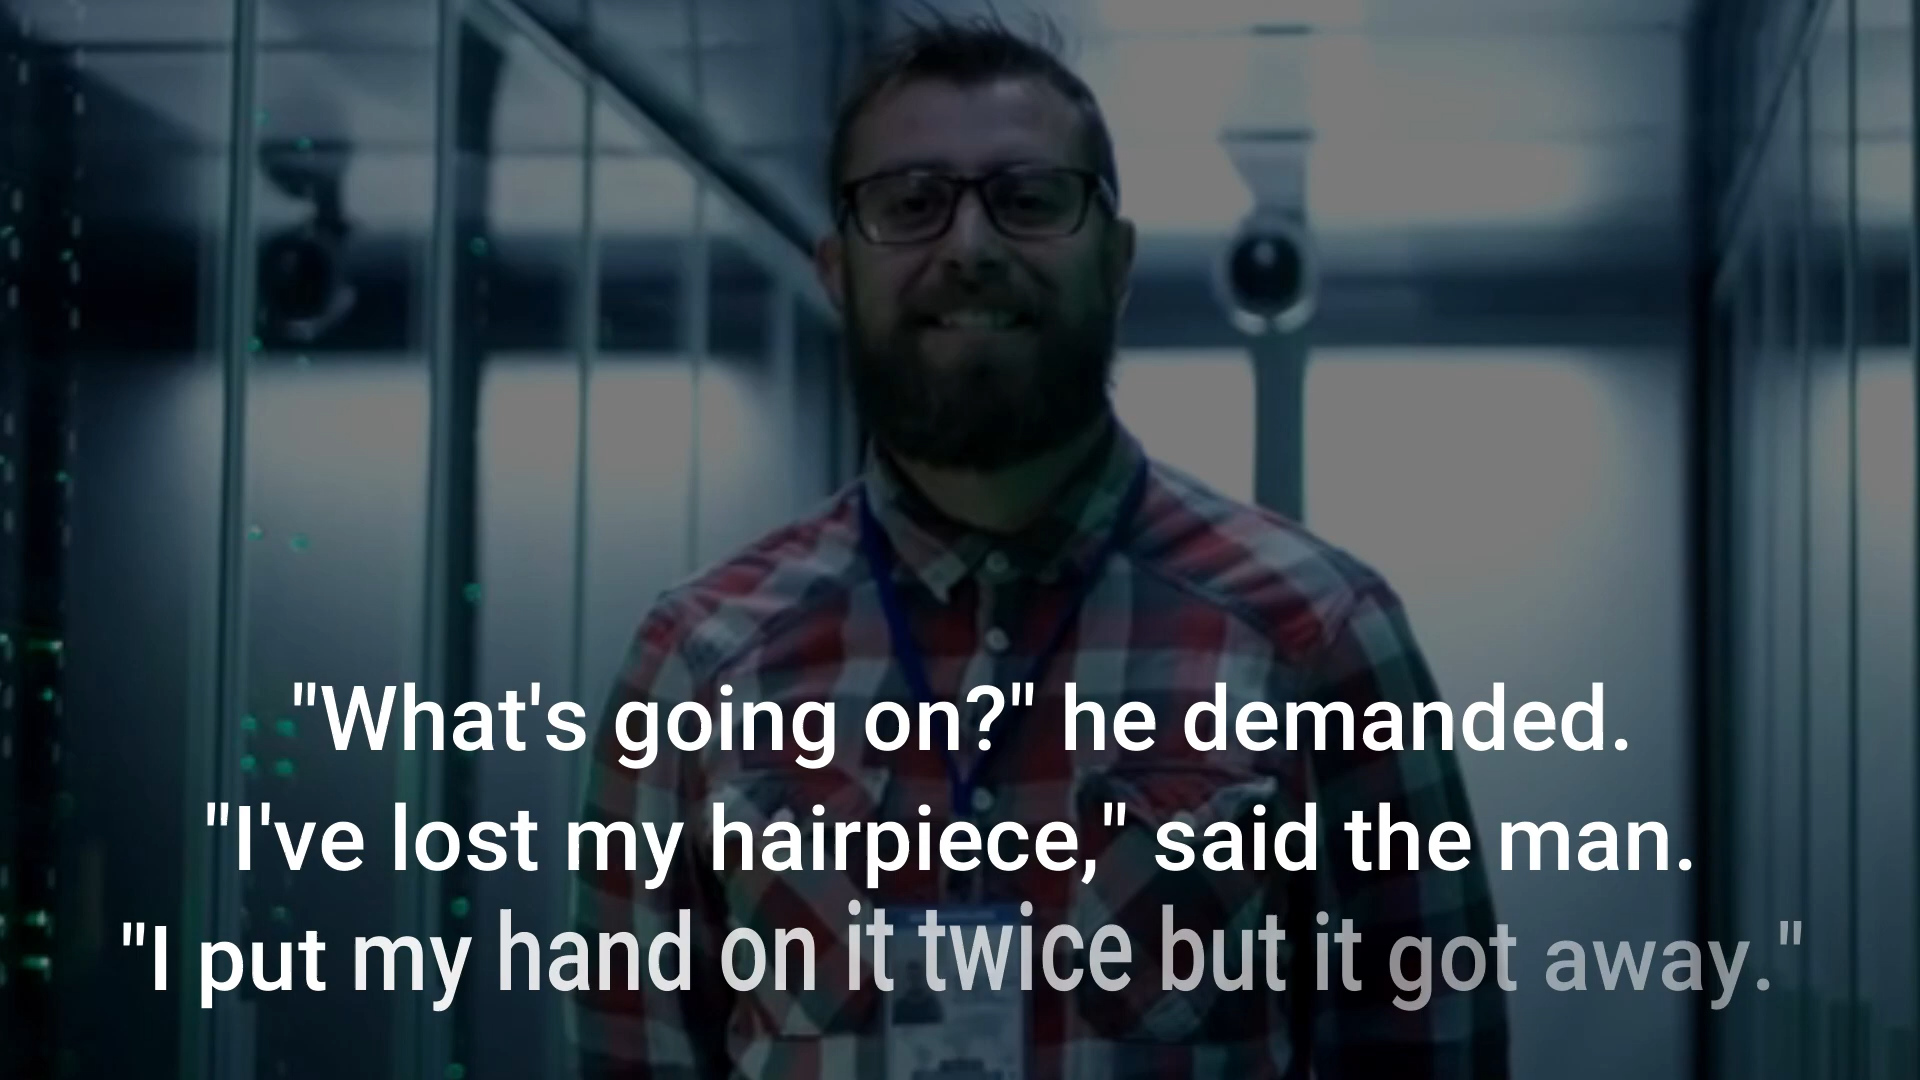 "What's going on?" he demanded.
"I've lost my hairpiece," said the man.
"I put my hand on it twice but it got away."